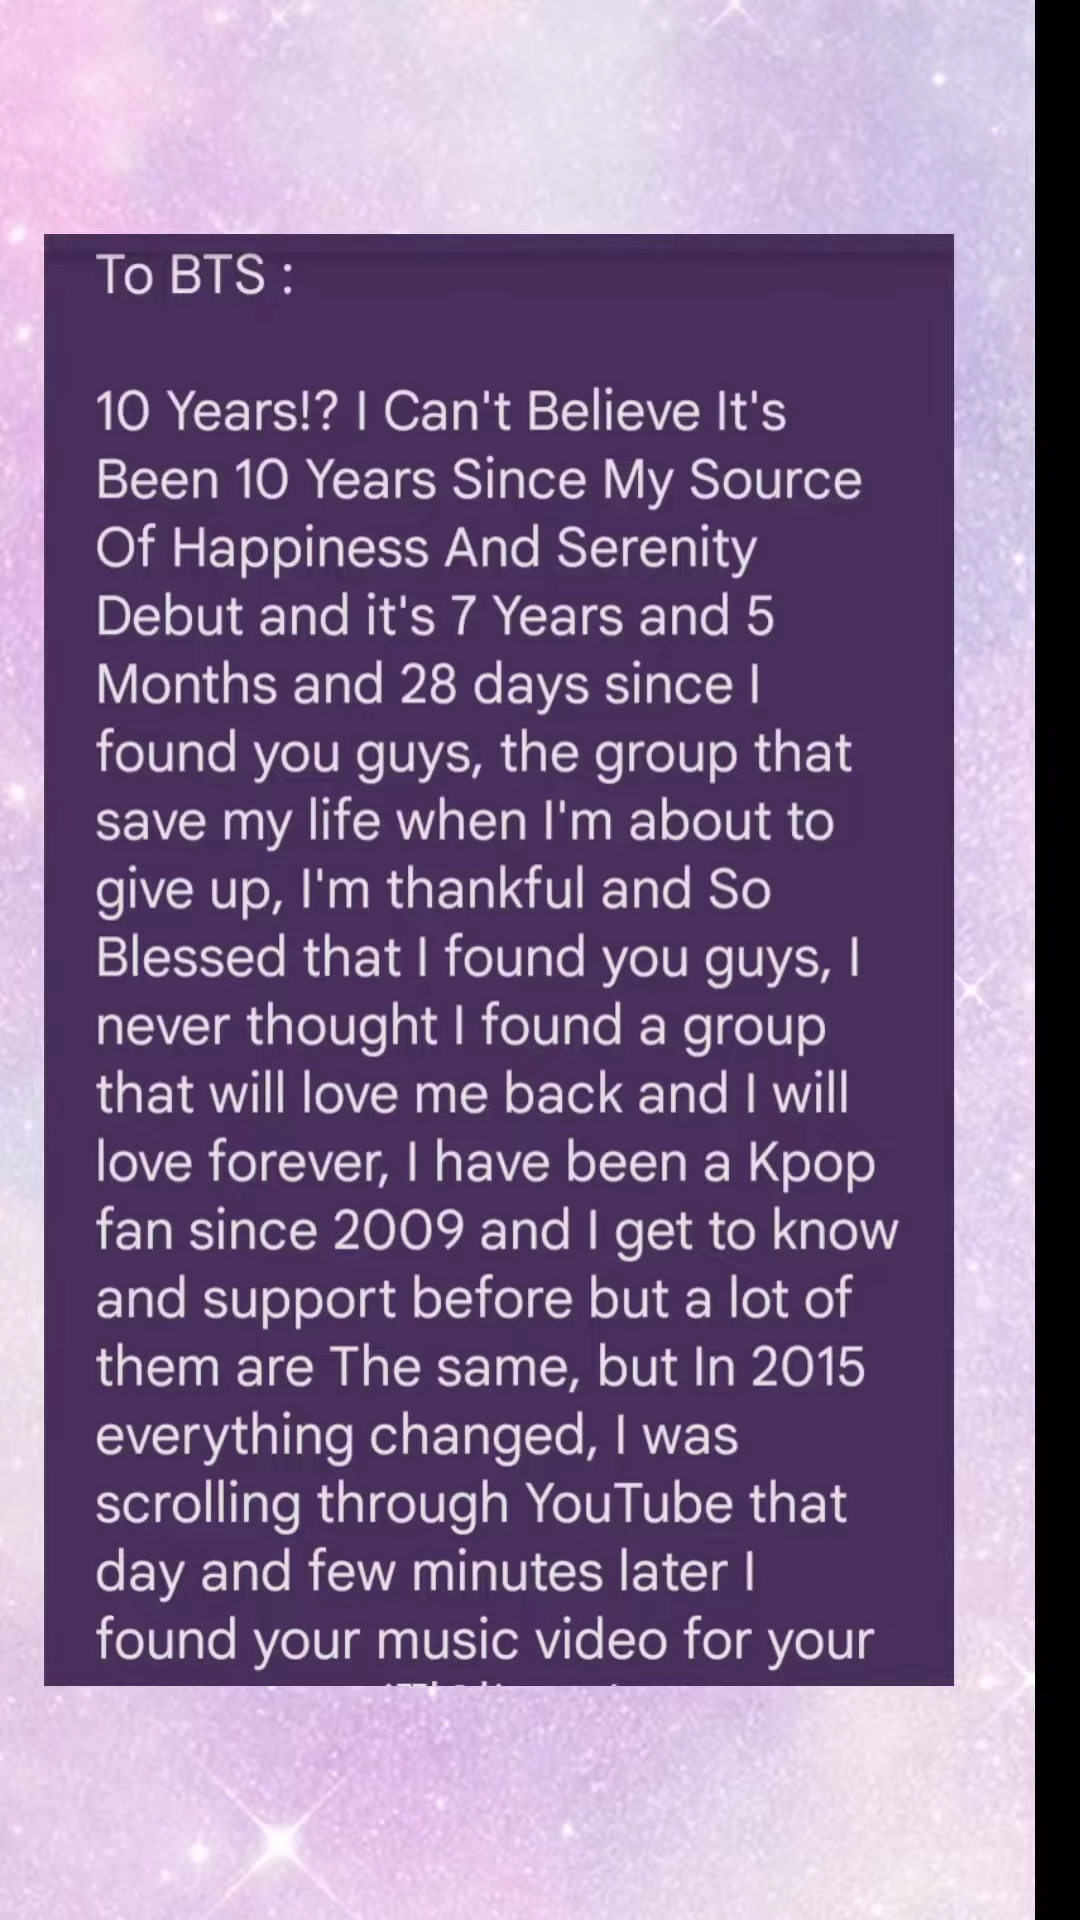 To BTS :
10 Years!? I Can't Believe It's
Been 10 Years Since My Source
Of Happiness And Serenity
Debut and it's 7 Years and 5
Months and 28 days since I
found you guys, the group that
save my life when I'm about to
give up, I'm thankful and So
Blessed that I found you guys, I
never thought I found a group
that will love me back and I will
love forever, I have been a Kpop
fan since 2009 and I get to know
and support before but a lot of
them are The same, but In 2015
everything changed, I was
scrolling through YouTube that
day and few minutes later I
found your music video for your